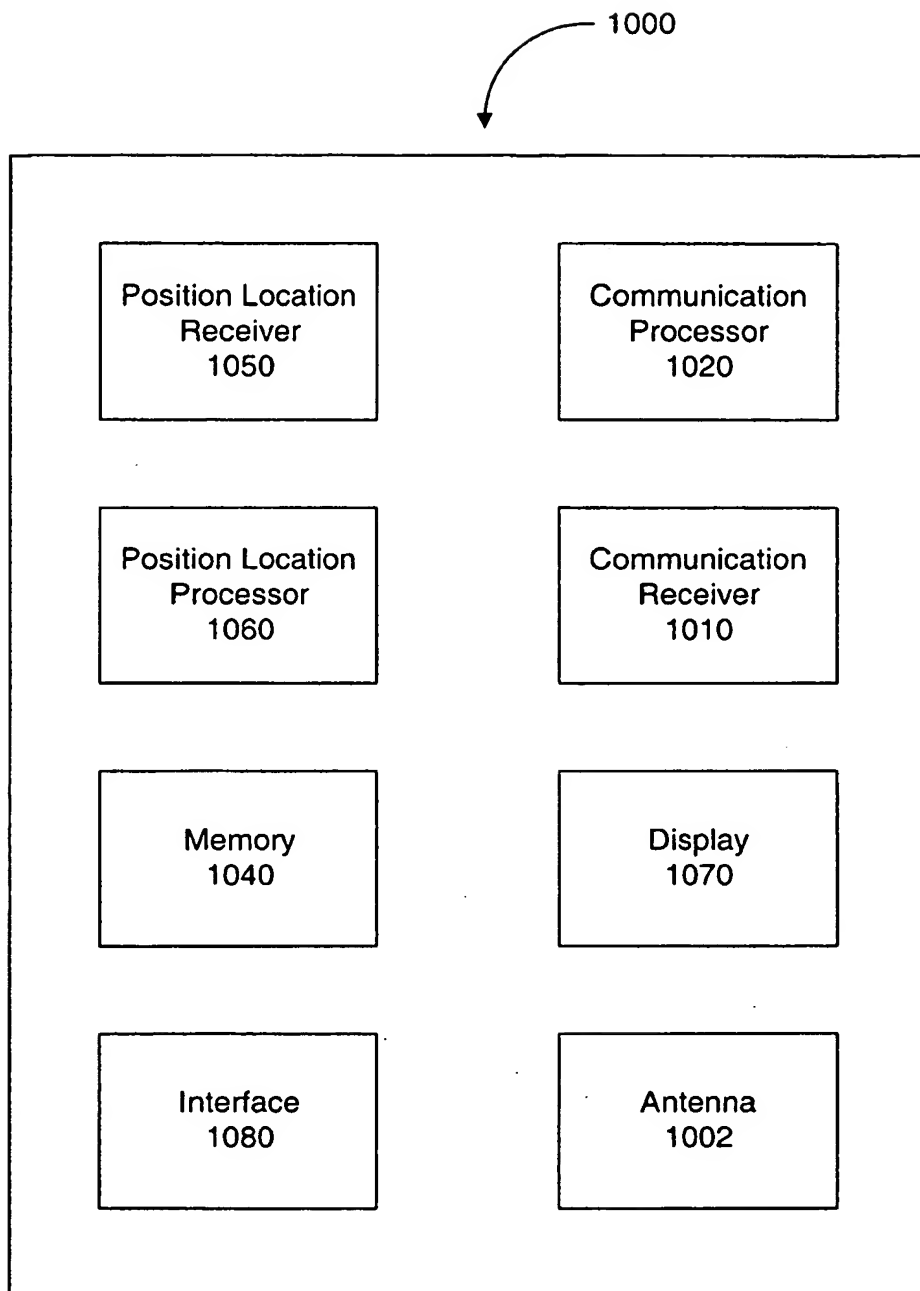 1000
Position Location
Receiver
1050
Communication
Processor
1020
Position Location
Processor
1060
Communication
Receiver
1010
Memory
1040
Display
1070
Interface
1080
Antenna
1002